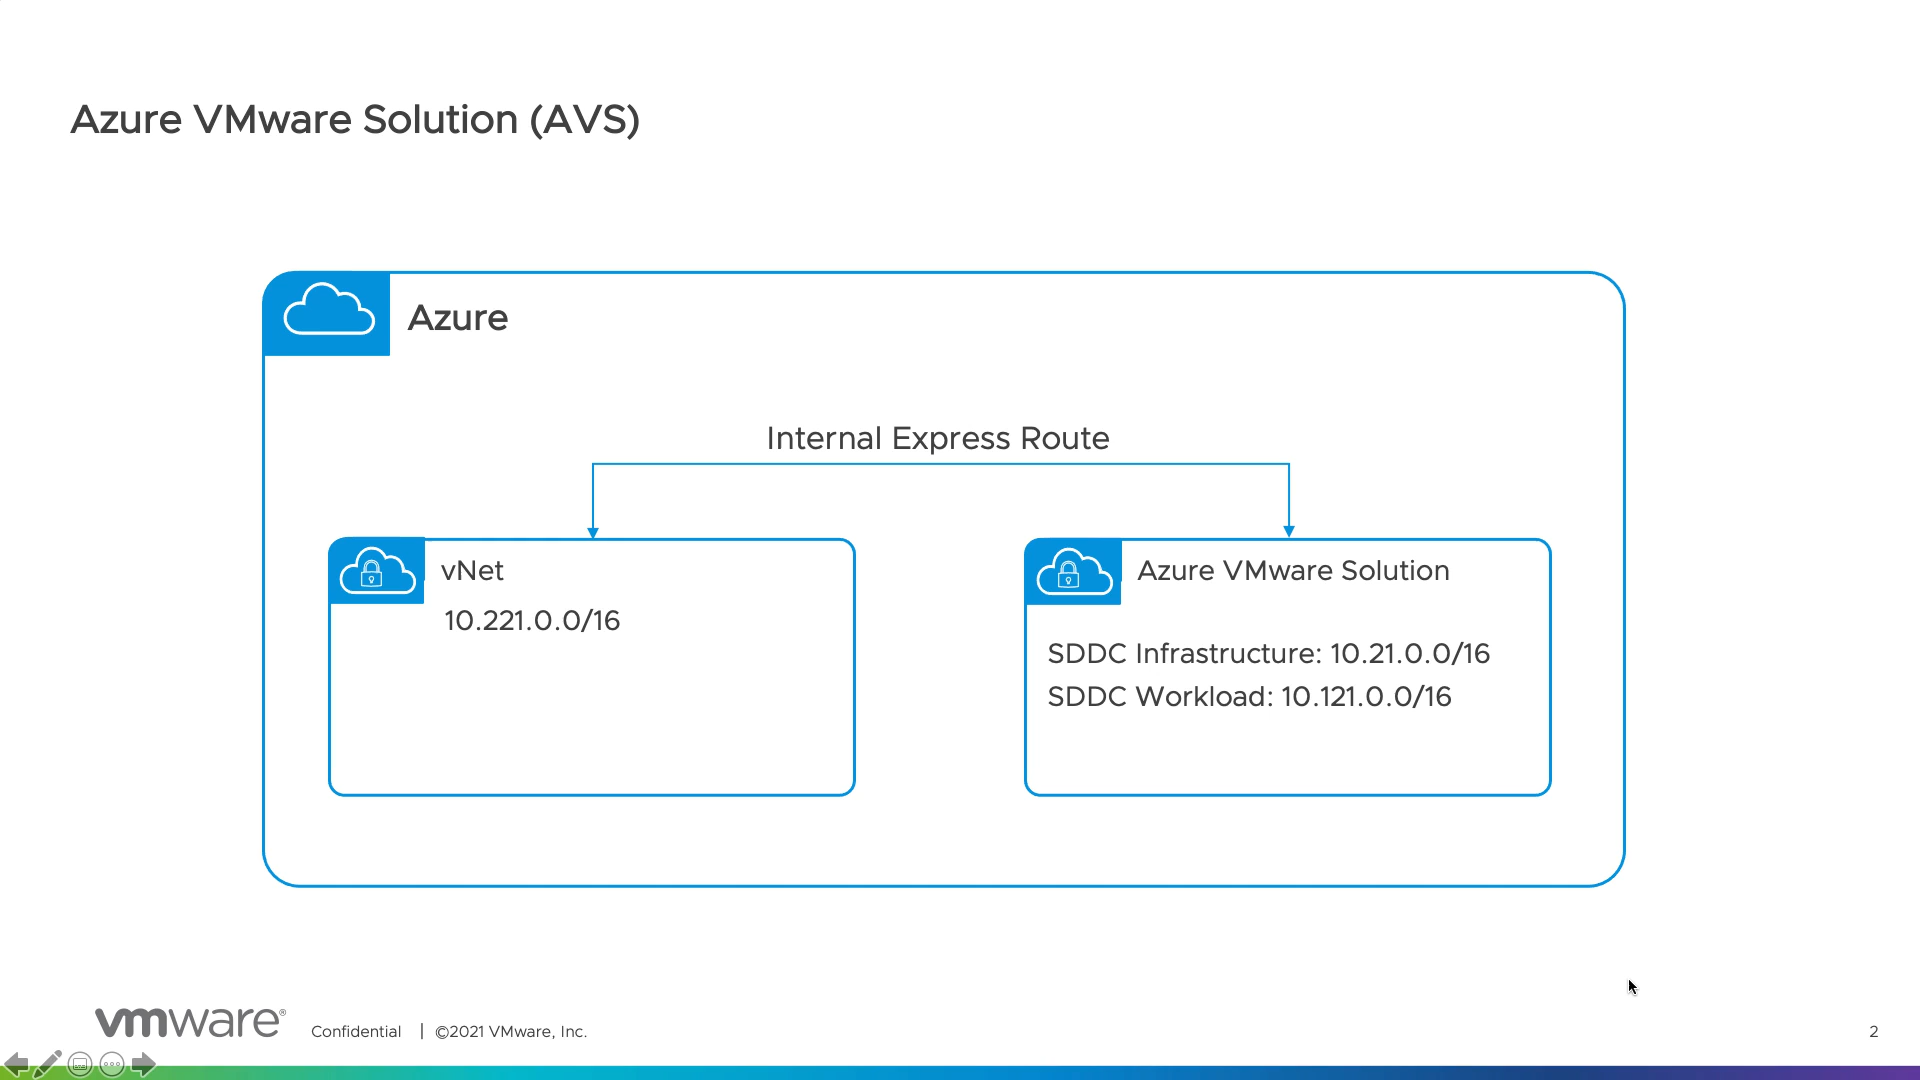 Azure VMware Solution (AVS)
Azure
Internal Express Route
vNet
10.221.0.0/16
Azure VMware Solution
SDDC Infrastructure: 10.21.0.0/16
SDDC Workload: 10.121.0.0/16
vmware®
Confidential | ©2021 VMware, Inc.
2